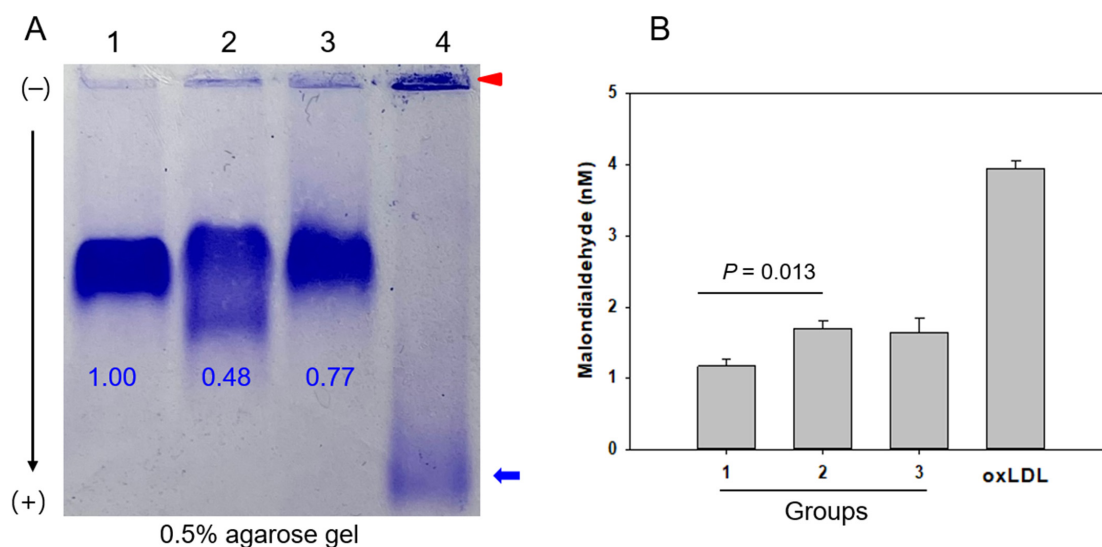 A
1 2 3 4
(–)
1.00 0.48 0.77
(+)
0.5% agarose gel
B
5
4
3
2
1
0
Malondialdehyde (nM)
P = 0.013
1 2 3 oxLDL
Groups